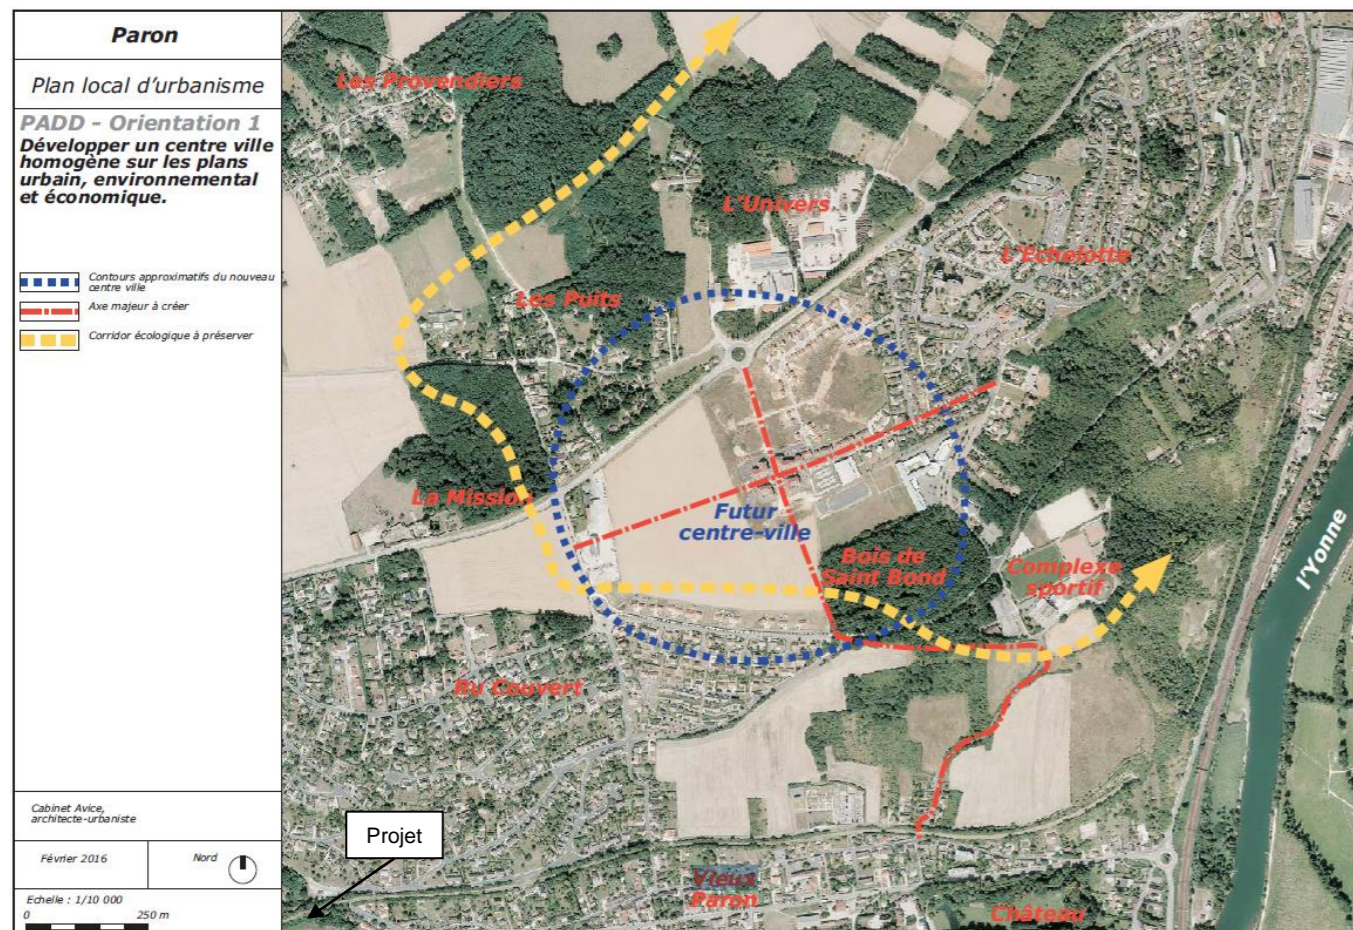 Paron
Plan local d'urbanisme
PADD - Orientation 1
Développer un centre ville
homogène sur les plans
urbain, environnemental
et économique.
Contours approximatifs du nouveau
centre ville
Axe majeur à créer
Corridor écologique à préserver
Cabinet Avice,
architecte-urbaniste
Février 2016
Nord
Echelle : 1/10 000
0 250 m
Les Provendiers
L'Univers
L'Echelotte
Les Puits
La Mission
Futur
centre-ville
Bois de
Saint Bond
Complexe
sportif
l'Yonne
Ru Couvert
Projet
Vieux
Paron
Château